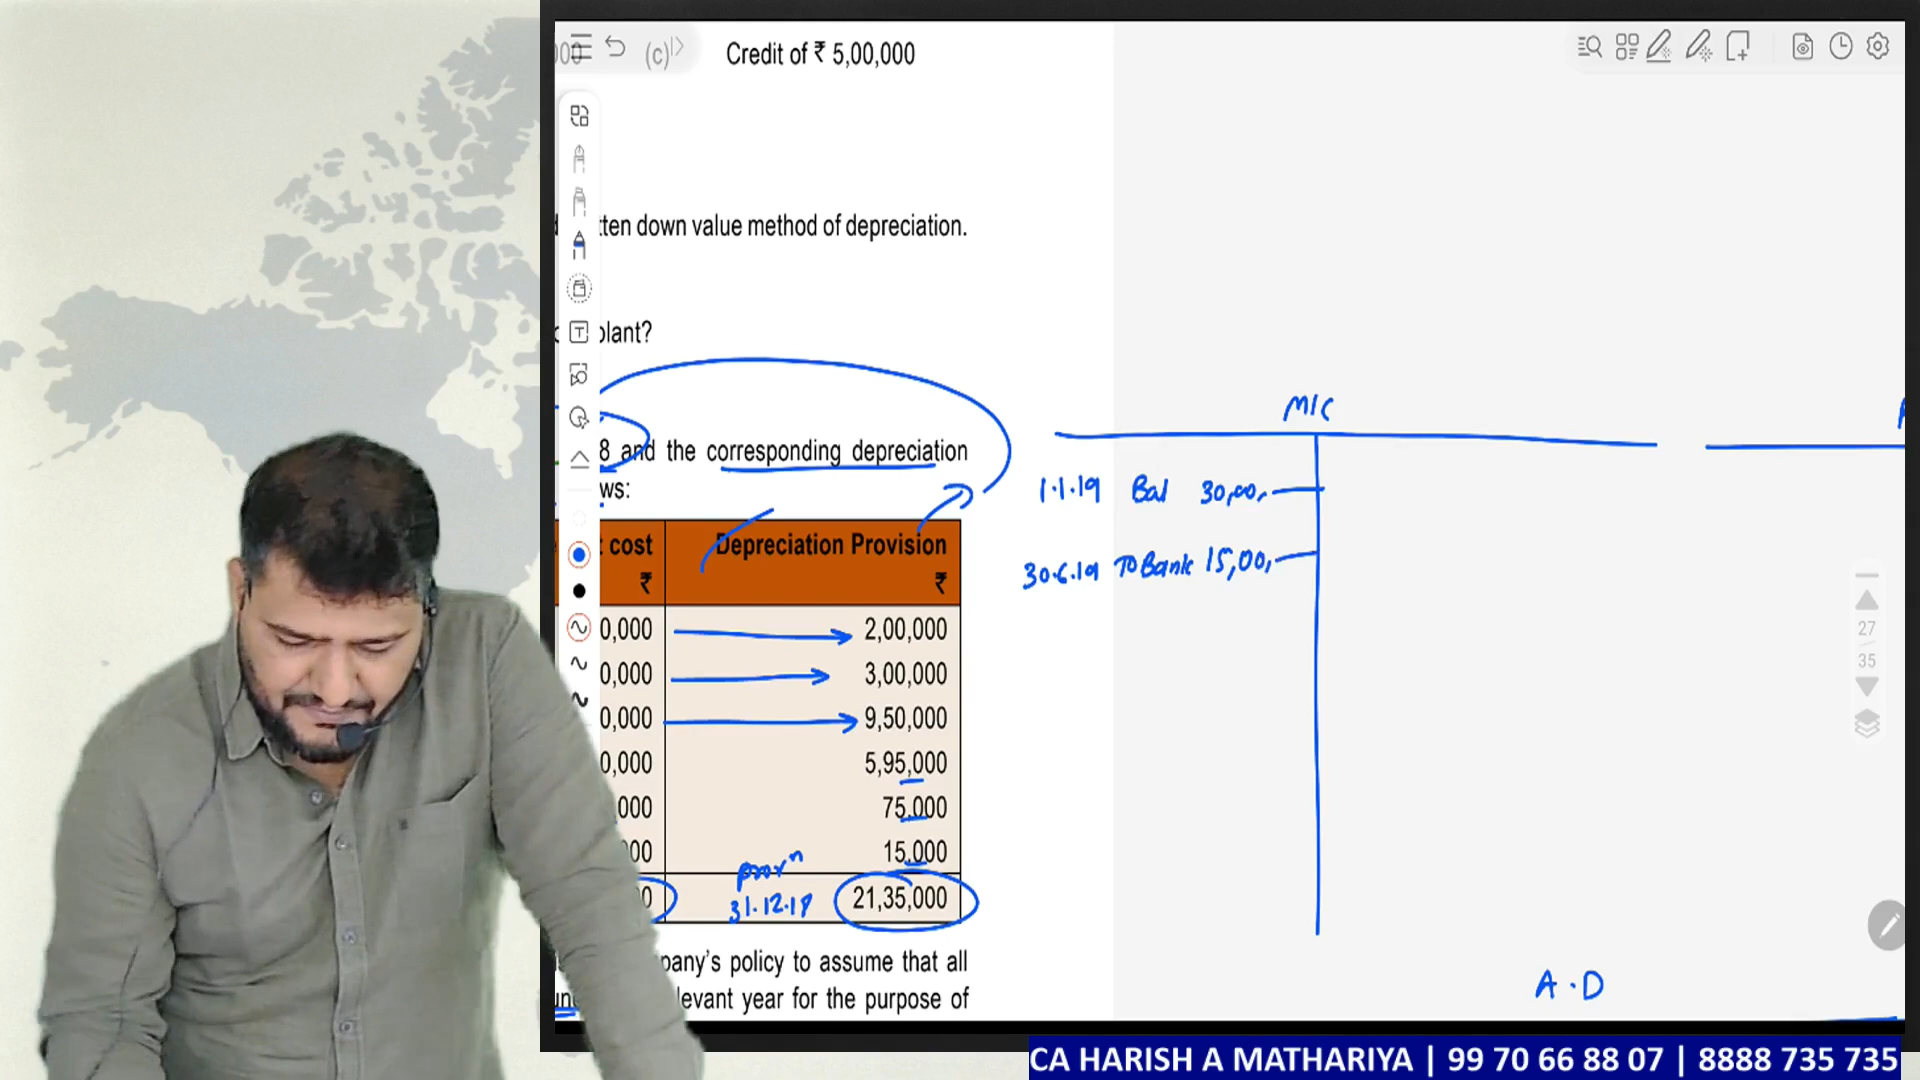 (c)
Credit of ₹ 5,00,000
tten down value method of depreciation.
plant?
8 and the corresponding depreciation
ws:
cost
Depreciation Provision
₹
₹
0,000
2,00,000
0,000
3,00,000
0,000
9,50,000
0,000
5,95,000
,000
75,000
000
15,000
provⁿ
31.12.18
21,35,000
pany's policy to assume that all
levant year for the purpose of
M/C
1.1.19 Bal 30,00,
30.6.19 To Bank 15,00,
A.D
27
35
CA HARISH A MATHARIYA | 99 70 66 88 07 | 8888 735 735